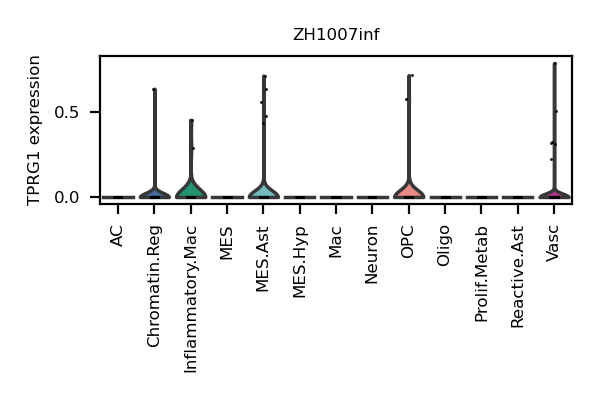 ZH1007inf
TPRG1 expression
0.5
0.0
AC
Chromatin.Reg
Inflammatory.Mac
MES
MES.Ast
MES.Hyp
Mac
Neuron
OPC
Oligo
Prolif.Metab
Reactive.Ast
Vasc